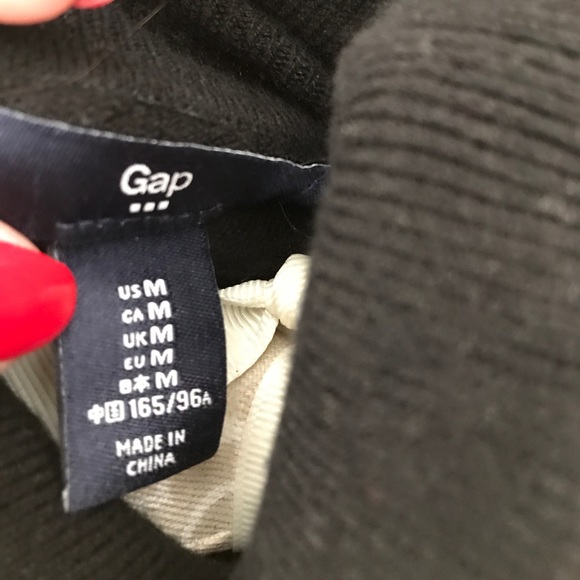 Gap
US M
CA M
UK M
EU M
日本 M
中国 165/96A
MADE IN
CHINA